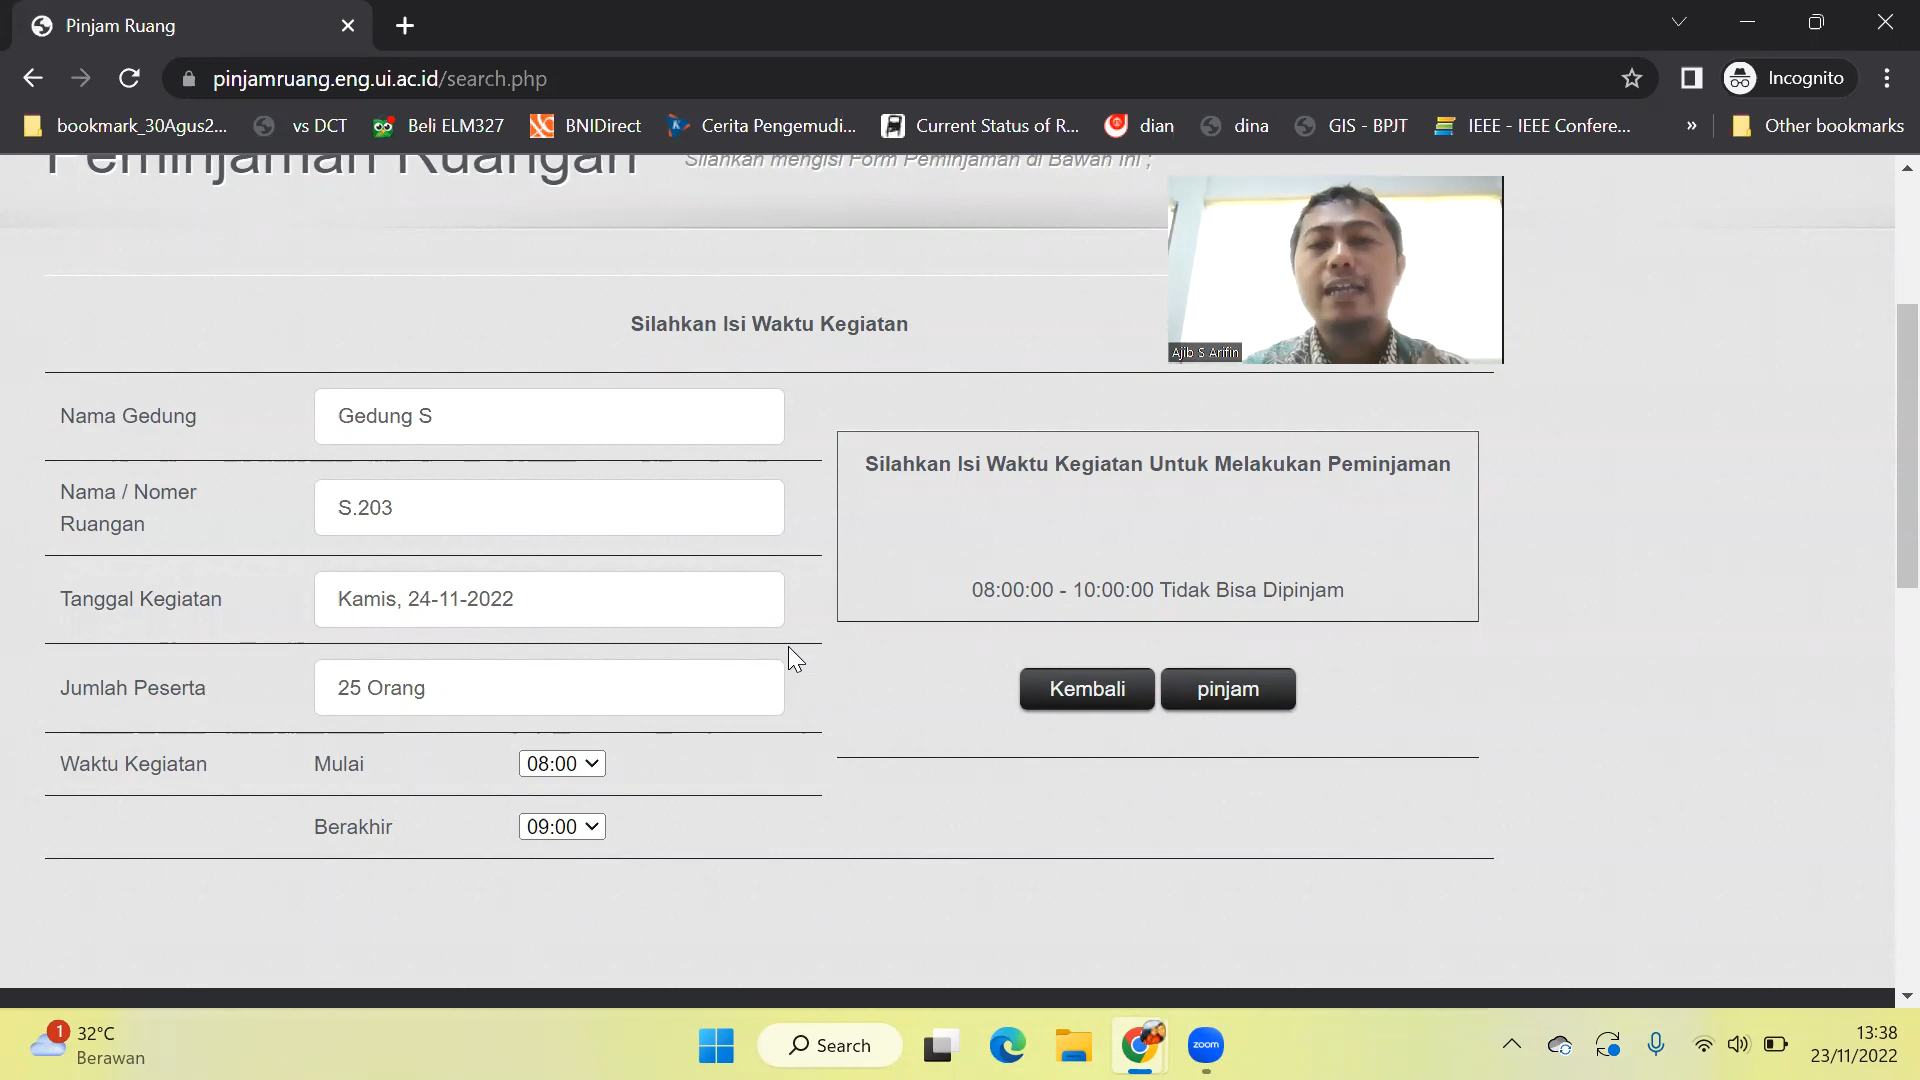 Pinjam Ruang
pinjamruang.eng.ui.ac.id/search.php
Incognito
bookmark_30Agus2...
vs DCT
Beli ELM327
BNIDirect
Cerita Pengemudi...
Current Status of R...
dian
dina
GIS - BPJT
IEEE - IEEE Confere...
»
Other bookmarks
Peminjaman Ruangan
Silahkan mengisi Form Peminjaman di Bawah Ini ;
Ajib S Arifin
Silahkan Isi Waktu Kegiatan
Nama Gedung
Gedung S
Nama / Nomer
Ruangan
S.203
Tanggal Kegiatan
Kamis, 24-11-2022
Jumlah Peserta
25 Orang
Waktu Kegiatan
Mulai
08:00
Berakhir
09:00
Silahkan Isi Waktu Kegiatan Untuk Melakukan Peminjaman
08:00:00 - 10:00:00 Tidak Bisa Dipinjam
Kembali
pinjam
1
32°C
Berawan
Search
zoom
13:38
23/11/2022